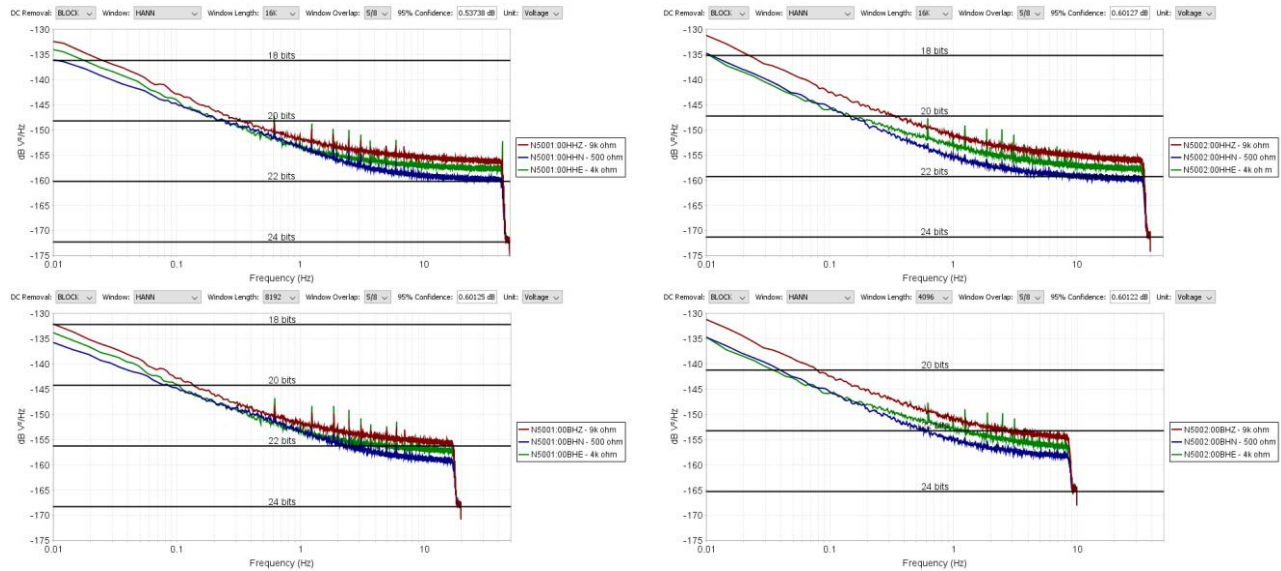 DC Removal: BLOCK Window: HANN Window Length: 16K Window Overlap: 5/8 95% Confidence: 0.53738 dB Unit: Voltage
-130
-135
-140
-145
-150
-155
-160
-165
-170
-175
dB V²/Hz
18 bits
20 bits
22 bits
24 bits
0.01 0.1 1 10
Frequency (Hz)
N5001:00HHZ - 9k ohm
N5001:00HHN - 500 ohm
N5001:00HHE - 4k ohm
DC Removal: BLOCK Window: HANN Window Length: 16K Window Overlap: 5/8 95% Confidence: 0.60127 dB Unit: Voltage
-130
-135
-140
-145
-150
-155
-160
-165
-170
-175
dB V²/Hz
18 bits
20 bits
22 bits
24 bits
0.01 0.1 1 10
Frequency (Hz)
N5002:00HHZ - 9k ohm
N5002:00HHN - 500 ohm
N5002:00HHE - 4k oh m
DC Removal: BLOCK Window: HANN Window Length: 8192 Window Overlap: 5/8 95% Confidence: 0.60125 dB Unit: Voltage
-130
-135
-140
-145
-150
-155
-160
-165
-170
-175
dB V²/Hz
18 bits
20 bits
22 bits
24 bits
0.01 0.1 1 10
Frequency (Hz)
N5001:00BHZ - 9k ohm
N5001:00BHN - 500 ohm
N5001:00BHE - 4k ohm
DC Removal: BLOCK Window: HANN Window Length: 4096 Window Overlap: 5/8 95% Confidence: 0.60122 dB Unit: Voltage
-130
-135
-140
-145
-150
-155
-160
-165
-170
-175
dB V²/Hz
20 bits
24 bits
0.01 0.1 1 10
Frequency (Hz)
N5002:00BHZ - 9k ohm
N5002:00BHN - 500 ohm
N5002:00BHE - 4k ohm